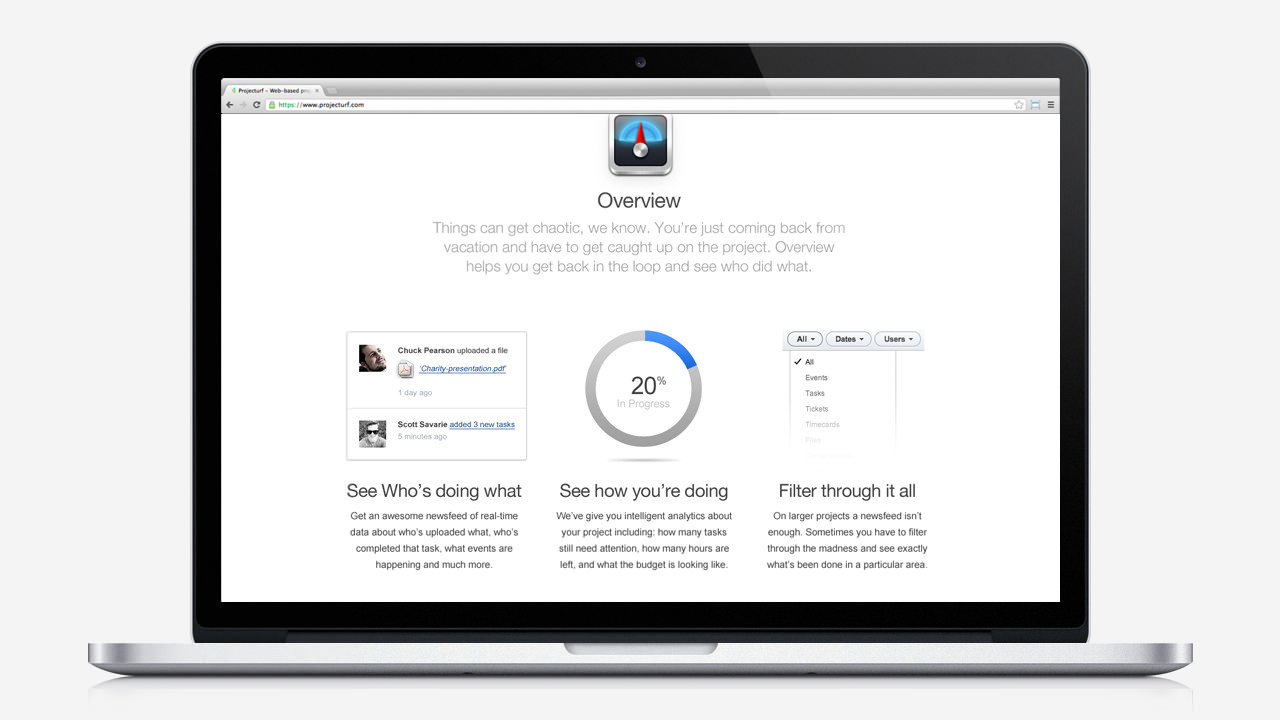 Projecturf - Web-based pro
https://www.projecturf.com
Overview
Things can get chaotic, we know. You're just coming back from
vacation and have to get caught up on the project. Overview
helps you get back in the loop and see who did what.
Chuck Pearson uploaded a file
'Charity-presentation.pdf'
1 day ago
Scott Savarie added 3 new tasks
5 minutes ago
See Who's doing what
Get an awesome newsfeed of real-time
data about who's uploaded what, who's
completed that task, what events are
happening and much more.
20%
In Progress
See how you're doing
We've give you intelligent analytics about
your project including: how many tasks
still need attention, how many hours are
left, and what the budget is looking like.
All Dates Users
All
Events
Tasks
Tickets
Timecards
Files
Filter through it all
On larger projects a newsfeed isn't
enough. Sometimes you have to filter
through the madness and see exactly
what's been done in a particular area.